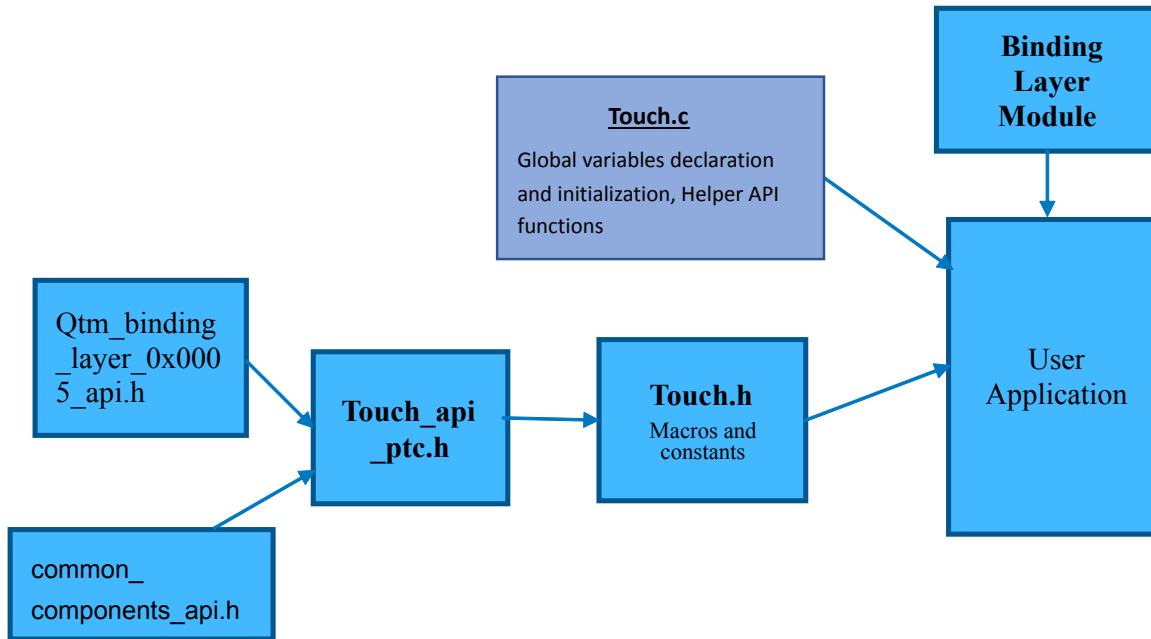 Binding
Layer
Module
Touch.c
Global variables declaration
and initialization, Helper API
functions
Qtm_binding
_layer_0x000
5_api.h
Touch_api
_ptc.h
Touch.h
Macros and
constants
User
Application
common_
components_api.h